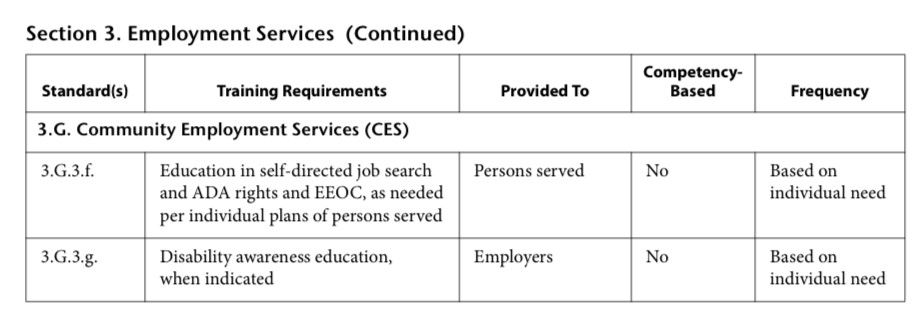 Section 3. Employment Services  (Continued)
Standard(s) Training Requirements Provided To Competency-Based Frequency
3.G. Community Employment Services (CES)
3.G.3.f. Education in self-directed job search Persons served No Based on
and ADA rights and EEOC, as needed individual need
per individual plans of persons served
3.G.3.g. Disability awareness education, Employers No Based on
when indicated individual need